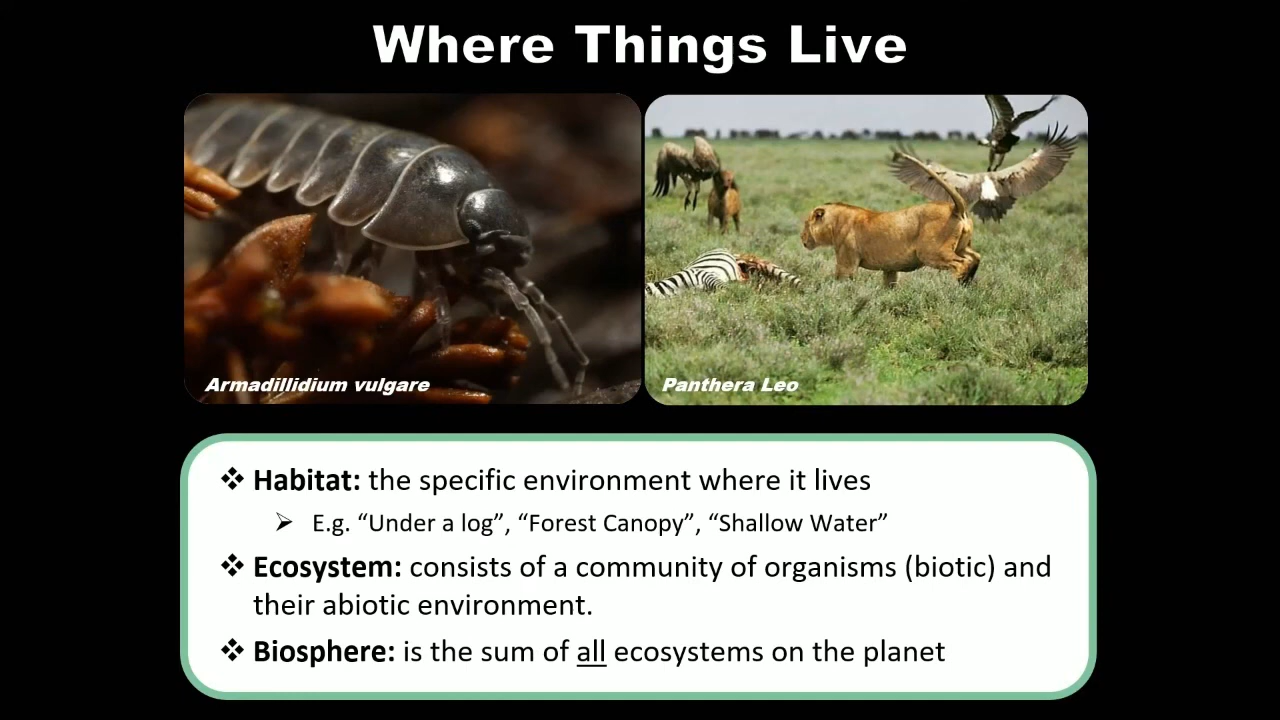 Where Things Live
Armadillidium vulgare
Panthera Leo
❖ Habitat: the specific environment where it lives
➢ E.g. “Under a log”, “Forest Canopy”, “Shallow Water”
❖ Ecosystem: consists of a community of organisms (biotic) and
their abiotic environment.
❖ Biosphere: is the sum of all ecosystems on the planet